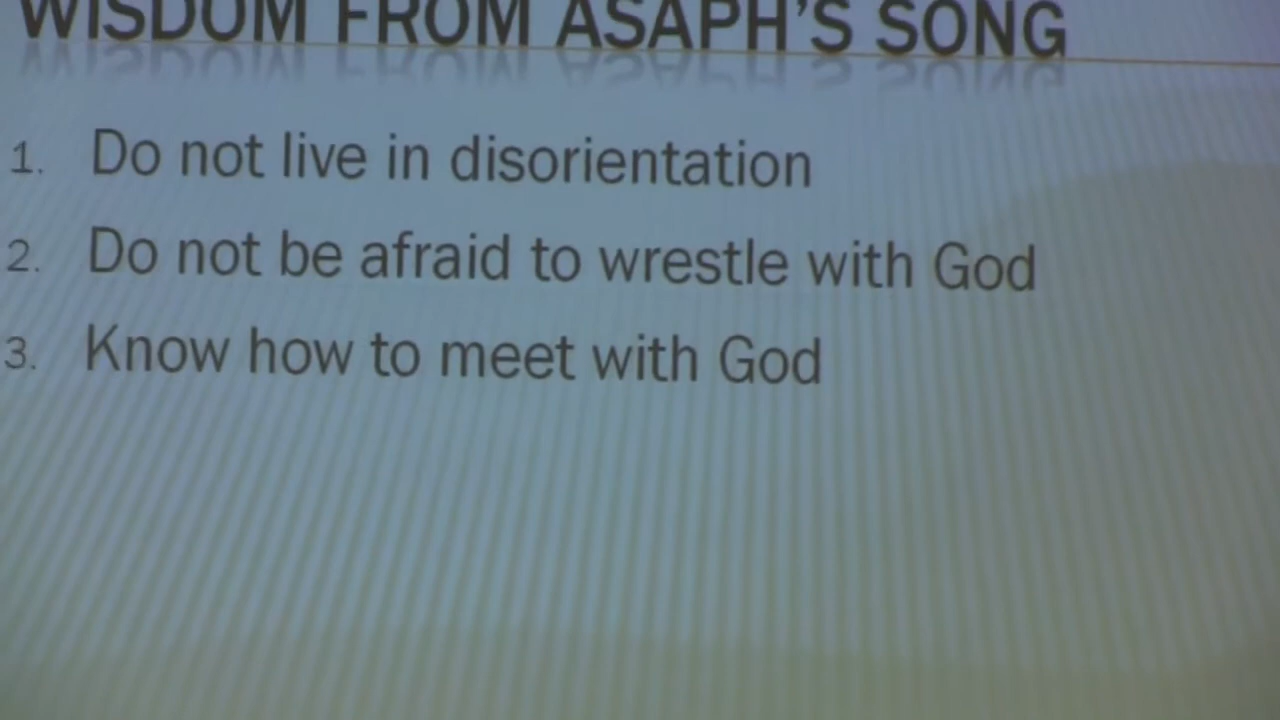 WISDOM FROM ASAPH'S SONG
1. Do not live in disorientation
2. Do not be afraid to wrestle with God
3. Know how to meet with God